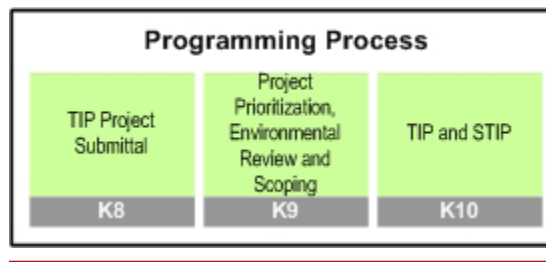 Programming Process
TIP Project
Submittal
K8
Project
Prioritization,
Environmental
Review and
Scoping
K9
TIP and STIP
K10